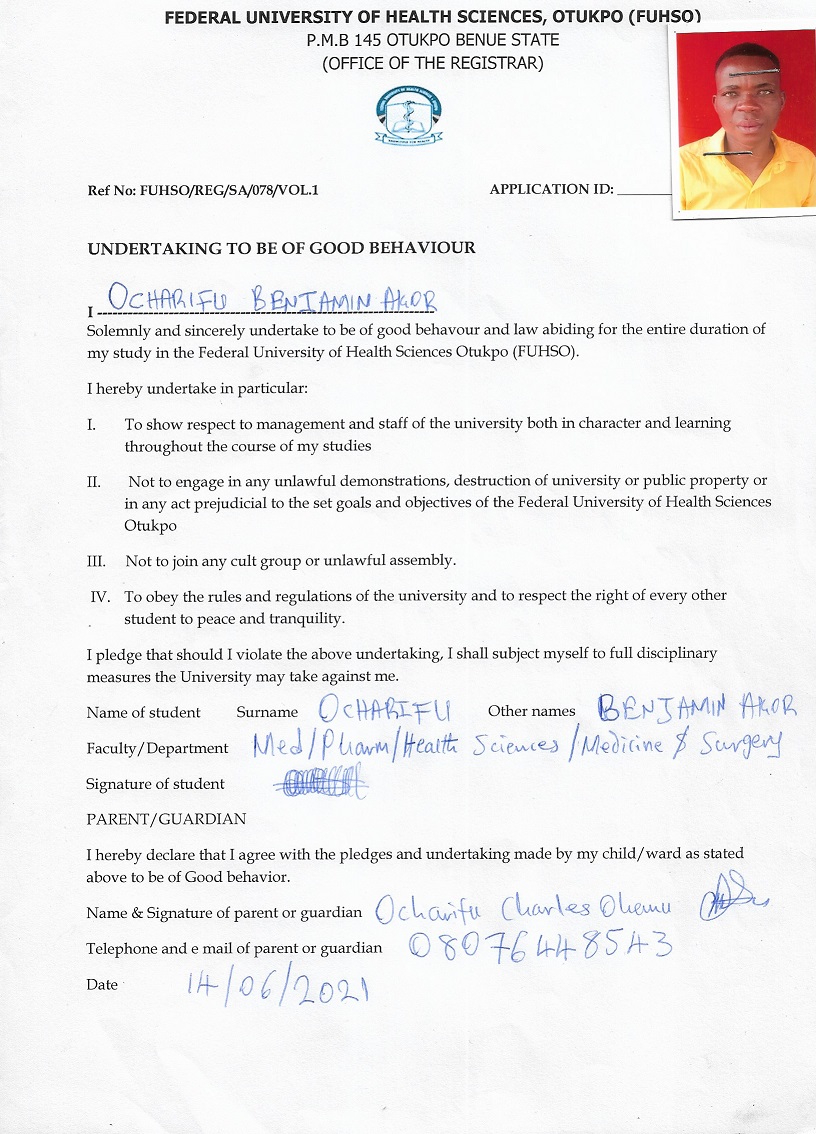 FEDERAL UNIVERSITY OF HEALTH SCIENCES, OTUKPO (FUHSO)
P.M.B 145 OTUKPO BENUE STATE
(OFFICE OF THE REGISTRAR)
Ref No: FUHSO/REG/SA/078/VOL.1 APPLICATION ID: ________
UNDERTAKING TO BE OF GOOD BEHAVIOUR
I OCHARIFU BENJAMIN AKOR
Solemnly and sincerely undertake to be of good behavour and law abiding for the entire duration of
my study in the Federal University of Health Sciences Otukpo (FUHSO).
I hereby undertake in particular:
I. To show respect to management and staff of the university both in character and learning
throughout the course of my studies
II. Not to engage in any unlawful demonstrations, destruction of university or public property or
in any act prejudicial to the set goals and objectives of the Federal University of Health Sciences
Otukpo
III. Not to join any cult group or unlawful assembly.
IV. To obey the rules and regulations of the university and to respect the right of every other
student to peace and tranquility.
I pledge that should I violate the above undertaking, I shall subject myself to full disciplinary
measures the University may take against me.
Name of student Surname OCHARIFU Other names BENJAMIN AKOR
Faculty/Department Med/Pharm/Health Sciences/Medicine & Surgery
Signature of student
PARENT/GUARDIAN
I hereby declare that I agree with the pledges and undertaking made by my child/ward as stated
above to be of Good behavior.
Name & Signature of parent or guardian Ocharifu Charles Ohemu
Telephone and e mail of parent or guardian 08076448543
Date 14/06/2021